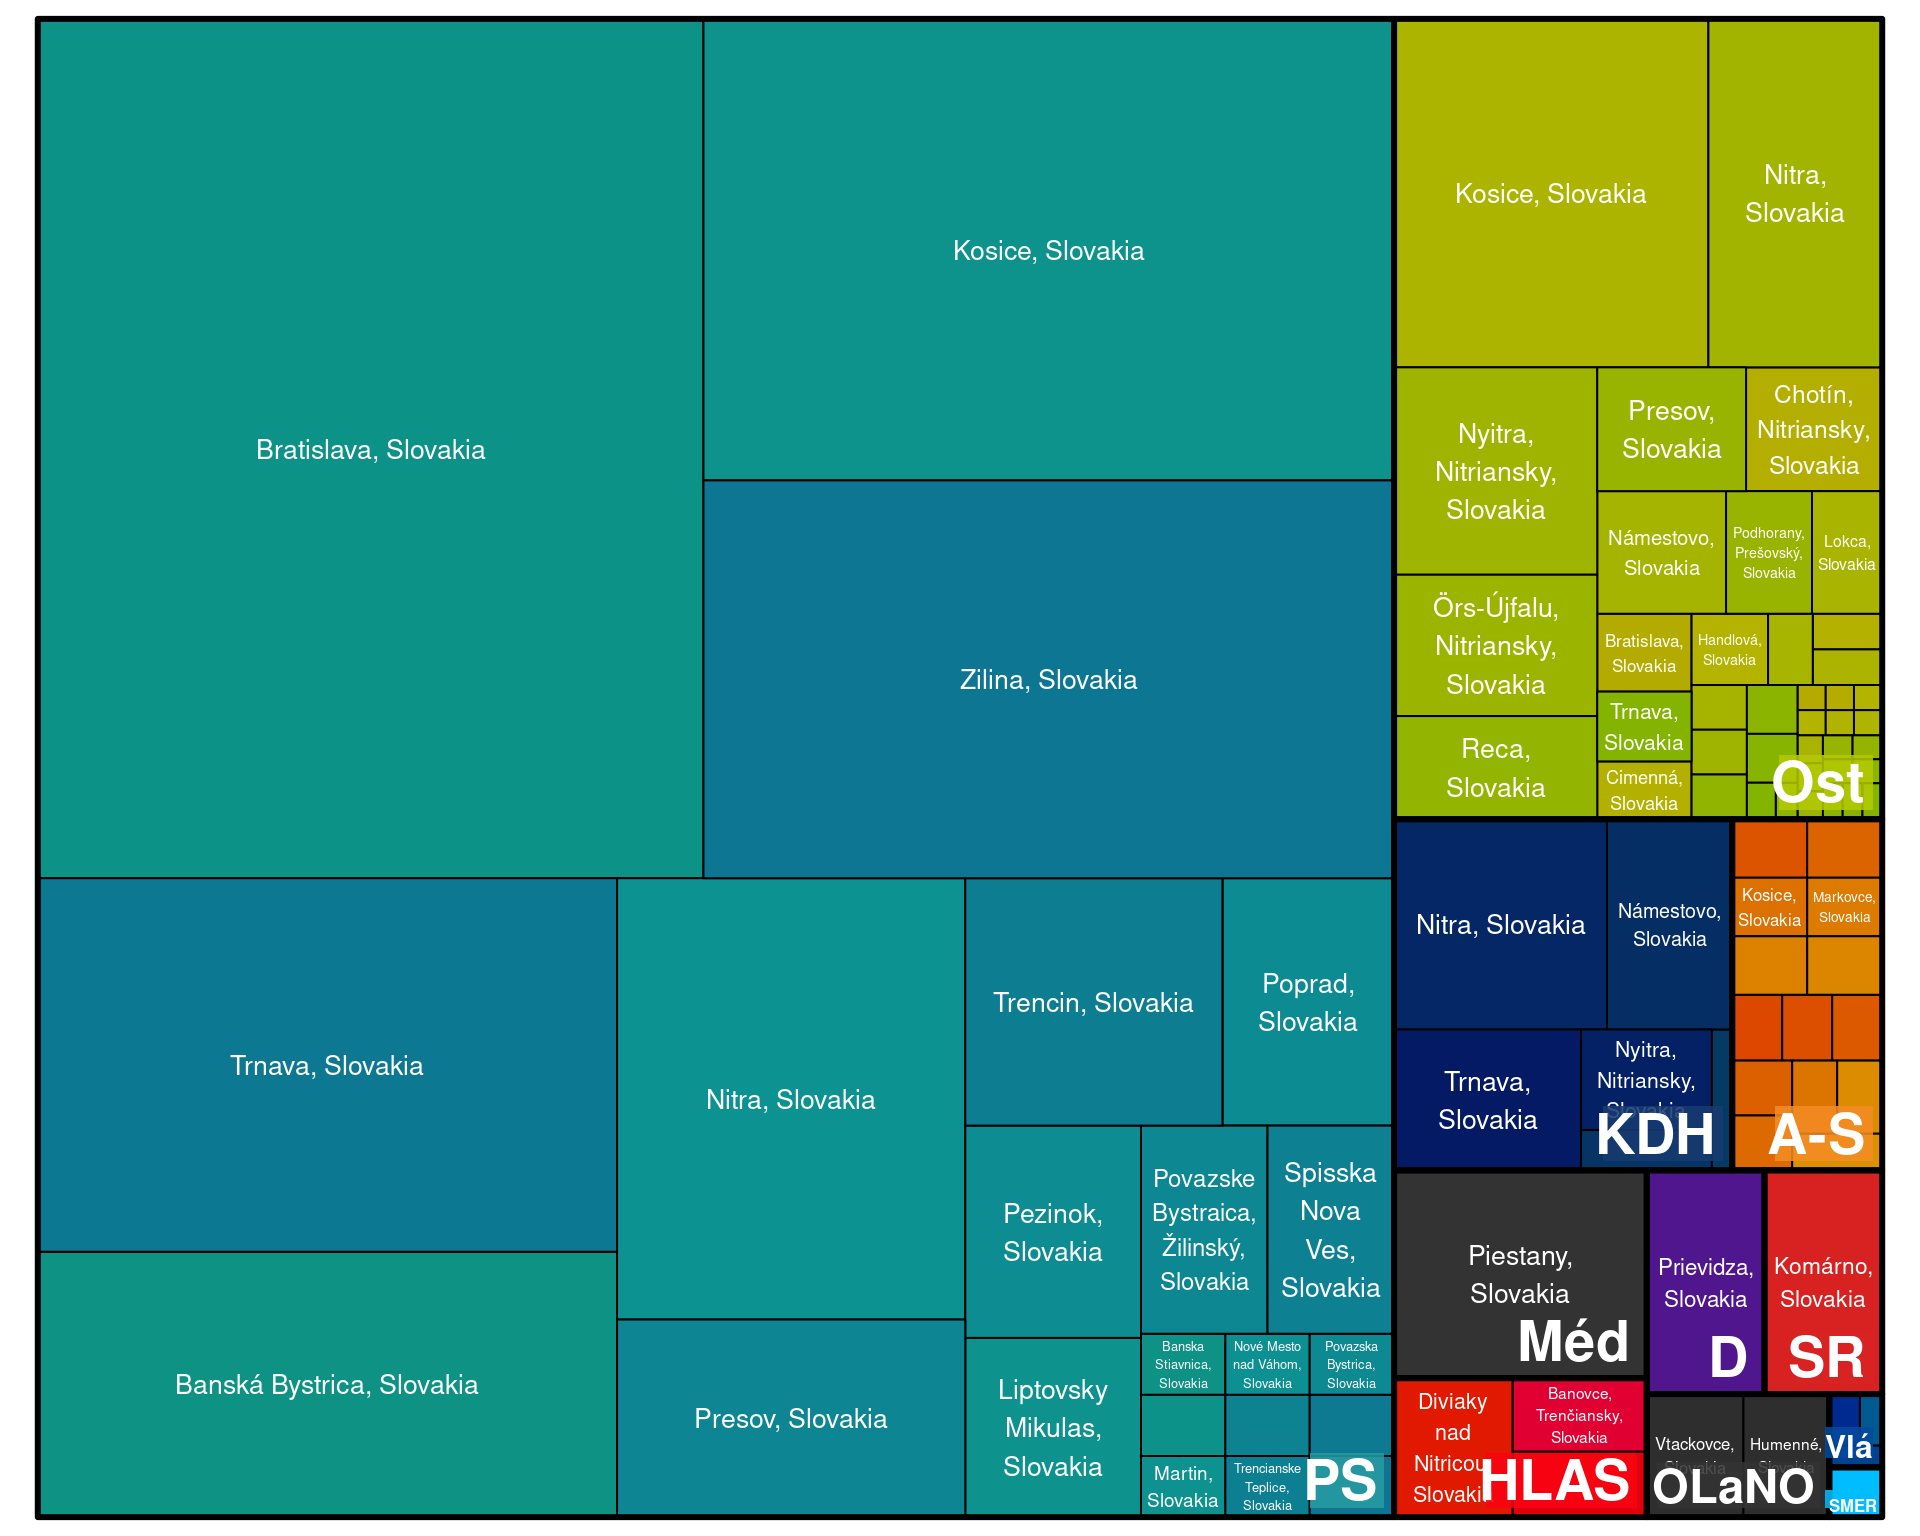 Bratislava, Slovakia
Kosice, Slovakia
Zilina, Slovakia
Trnava, Slovakia
Banská Bystrica, Slovakia
Nitra, Slovakia
Presov, Slovakia
Trencin, Slovakia
Poprad,
Slovakia
Pezinok,
Slovakia
Liptovsky
Mikulas,
Slovakia
Povazske
Bystraica,
Žilinský,
Slovakia
Spisska
Nova
Ves,
Slovakia
Banska
Stiavnica,
Slovakia
Nové Mesto
nad Váhom,
Slovakia
Povazska
Bystrica,
Slovakia
Martin,
Slovakia
Trencianske
Teplice,
Slovakia
PS
Kosice, Slovakia
Nitra,
Slovakia
Nyitra,
Nitriansky,
Slovakia
Örs-Újfalu,
Nitriansky,
Slovakia
Reca,
Slovakia
Presov,
Slovakia
Chotín,
Nitriansky,
Slovakia
Námestovo,
Slovakia
Podhorany,
Prešovský,
Slovakia
Lokca,
Slovakia
Bratislava,
Slovakia
Handlová,
Slovakia
Trnava,
Slovakia
Cimenná,
Slovakia
Ost
Nitra, Slovakia
Námestovo,
Slovakia
Trnava,
Slovakia
Nyitra,
Nitriansky,
Slovakia
KDH
Kosice,
Slovakia
Markovce,
Slovakia
A-S
Piestany,
Slovakia
Méd
Prievidza,
Slovakia
D
Komárno,
Slovakia
SR
Diviaky
nad
Nitricou
Slovakia
Banovce,
Trenčiansky,
Slovakia
HLAS
Vtackovce,
Slovakia
Humenné,
Slovakia
OLaNO
Vlá
SMER